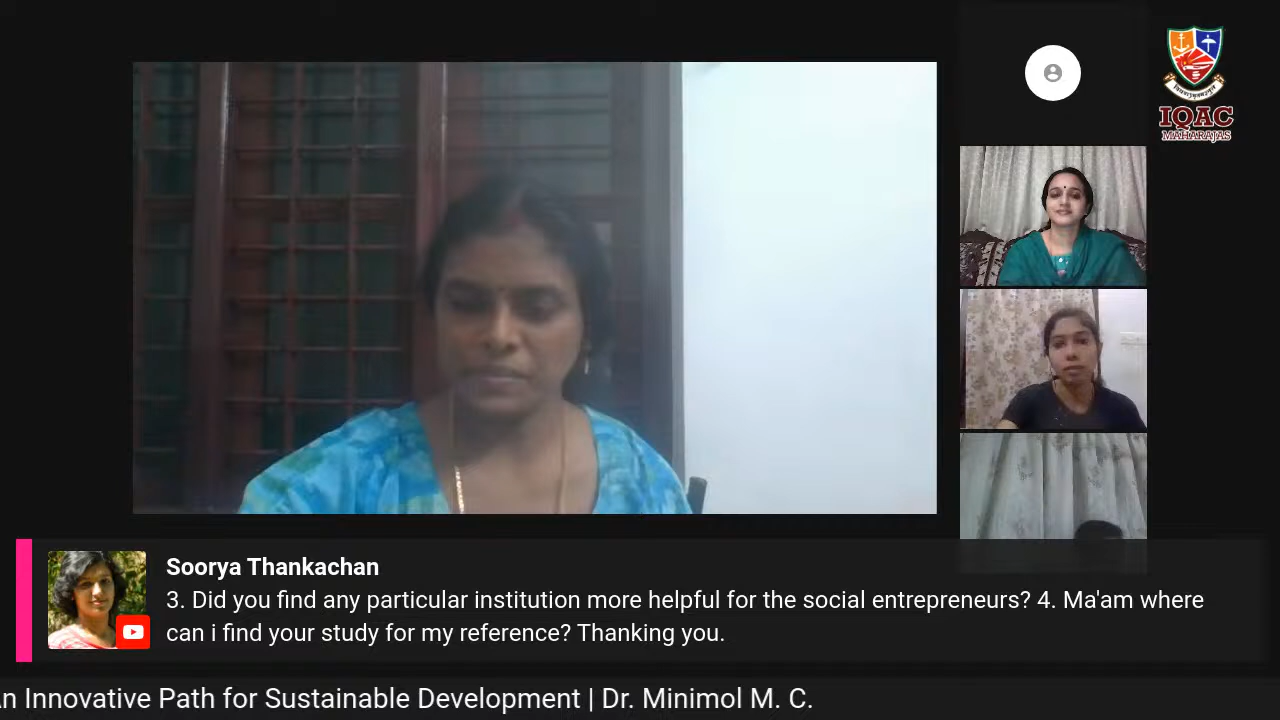 IQAC
MAHARAJAS
Soorya Thankachan
3. Did you find any particular institution more helpful for the social entrepreneurs? 4. Ma'am where
can i find your study for my reference? Thanking you.
n Innovative Path for Sustainable Development | Dr. Minimol M. C.